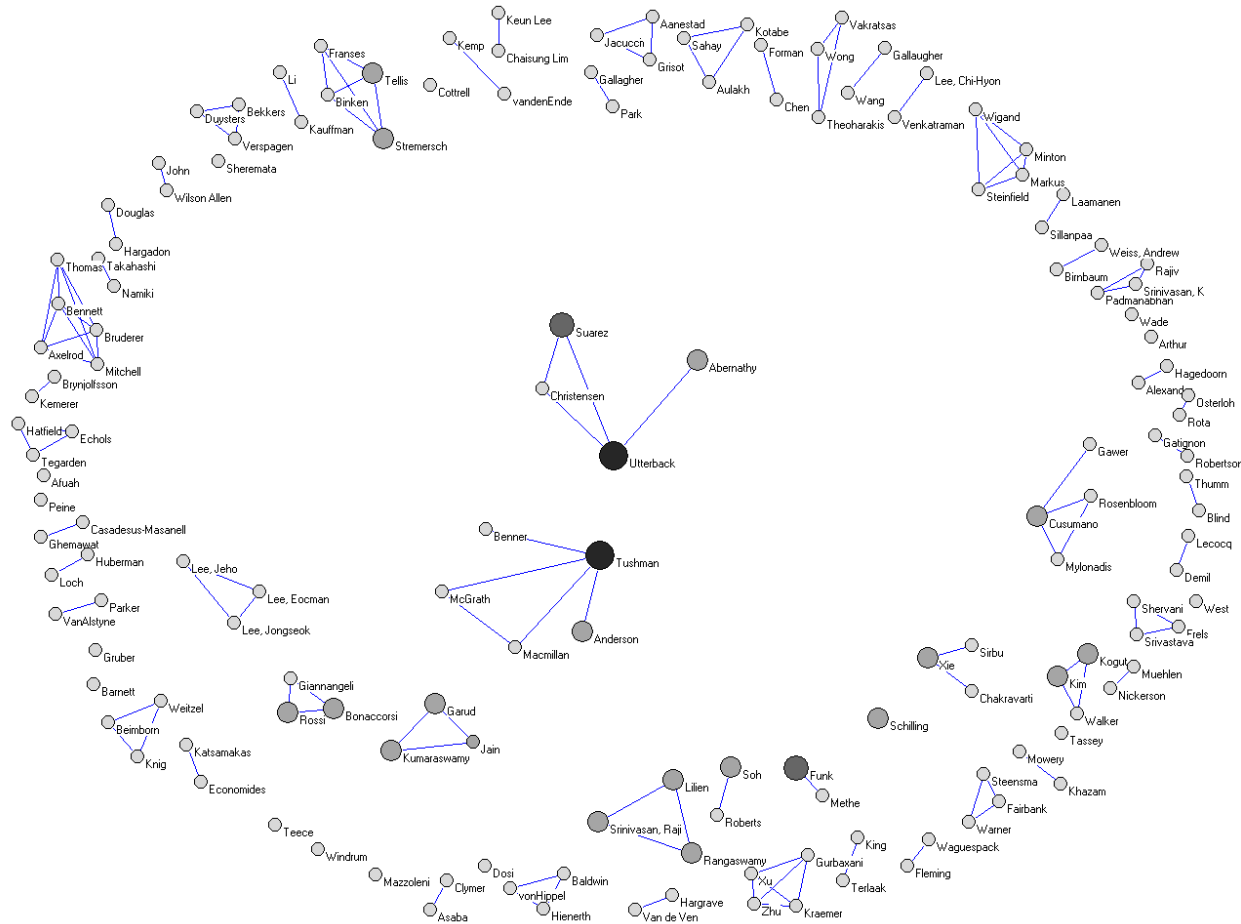 Keun Lee
Aanestad
Vakratsas
Kotabe
Franses
Kemp
Jacucci
Sahay
Forman
Chaisung Lim
Wong
Gallaugher
Grisot
Li
Tellis
Gallagher
Lee, Chi-Hyon
Cottrell
Aulakh
Binken
vandenEnde
Wang
Chen
Park
Wigand
Bekkers
Duysters
Kauffman
Theoharakis
Venkatraman
Verspagen
Stremersch
Minton
Sheremata
John
Markus
Wilson Allen
Steinfield
Laamanen
Douglas
Sillanpaa
Hargadon
Weiss, Andrew
Thomas
Takahashi
Birnbaum
Rajiv
Namiki
Srinivasan, K
Padmanabhan
Bennett
Wade
Suarez
Bruderer
Arthur
Axelrod
Abernathy
Mitchell
Hagedoorn
Brynjolfsson
Alexand
Christensen
Kemerer
Osterloh
Rota
Hatfield
Echols
Gatignon
Gawer
Tegarden
Utterback
Robertson
Afuah
Thumm
Peine
Rosenbloom
Blind
Cusumano
Casadesus-Masanell
Benner
Ghemawat
Lecocq
Huberman
Tushman
Mylonadis
Lee, Jeho
Loch
Demil
McGrath
Lee, Eocman
Parker
West
Shervani
VanAlstyne
Lee, Jongseok
Anderson
Frels
Srivastava
Macmillan
Gruber
Sirbu
Kogut
Xie
Muehlen
Giannangeli
Kim
Barnett
Chakravarti
Nickerson
Weitzel
Garud
Bonaccorsi
Rossi
Walker
Beimborn
Schilling
Tassey
Katsamakas
Jain
Kumaraswamy
Knig
Mowery
Soh
Funk
Steensma
Economides
Lilien
Khazam
Methe
Fairbank
Roberts
Srinivasan, Raji
Warner
Teece
King
Waguespack
Windrum
Rangaswamy
Gurbaxani
Dosi
Fleming
Mazzoleni
Baldwin
Xu
Clymer
Terlaak
vonHippel
Hargrave
Asaba
Hienerth
Van de Ven
Zhu
Kraemer